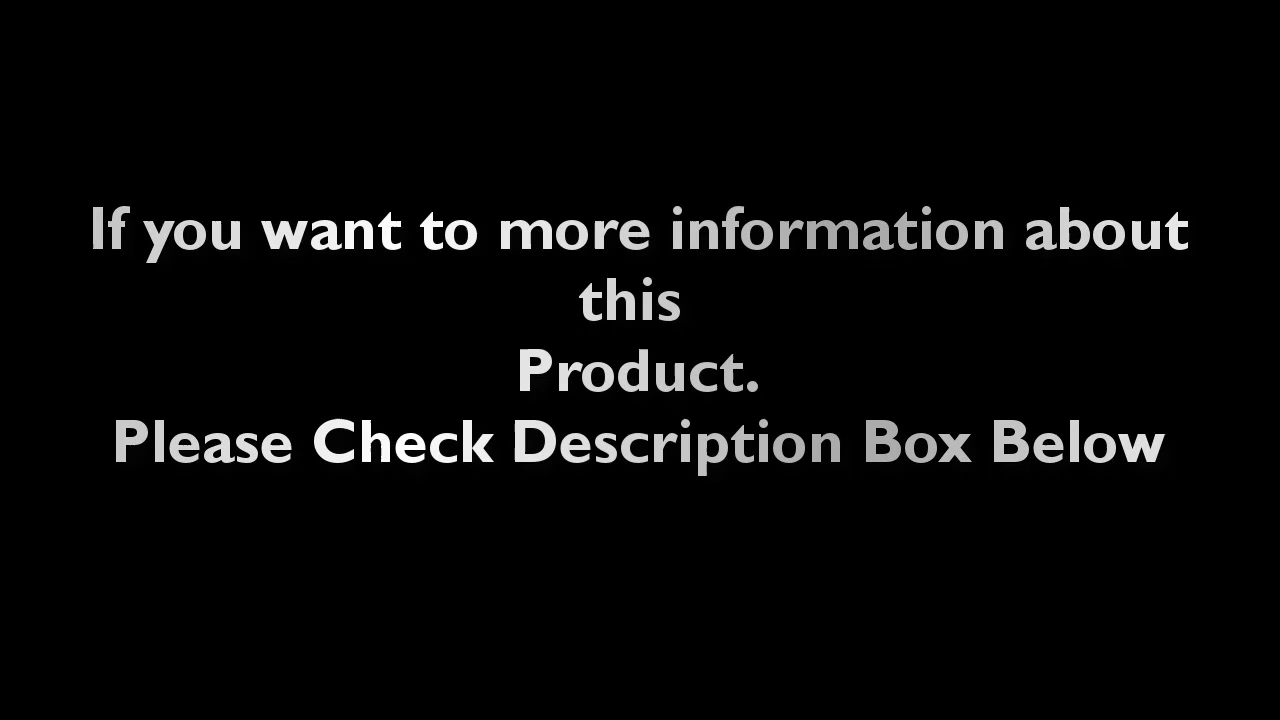 If you want to more information about
this
Product.
Please Check Description Box Below